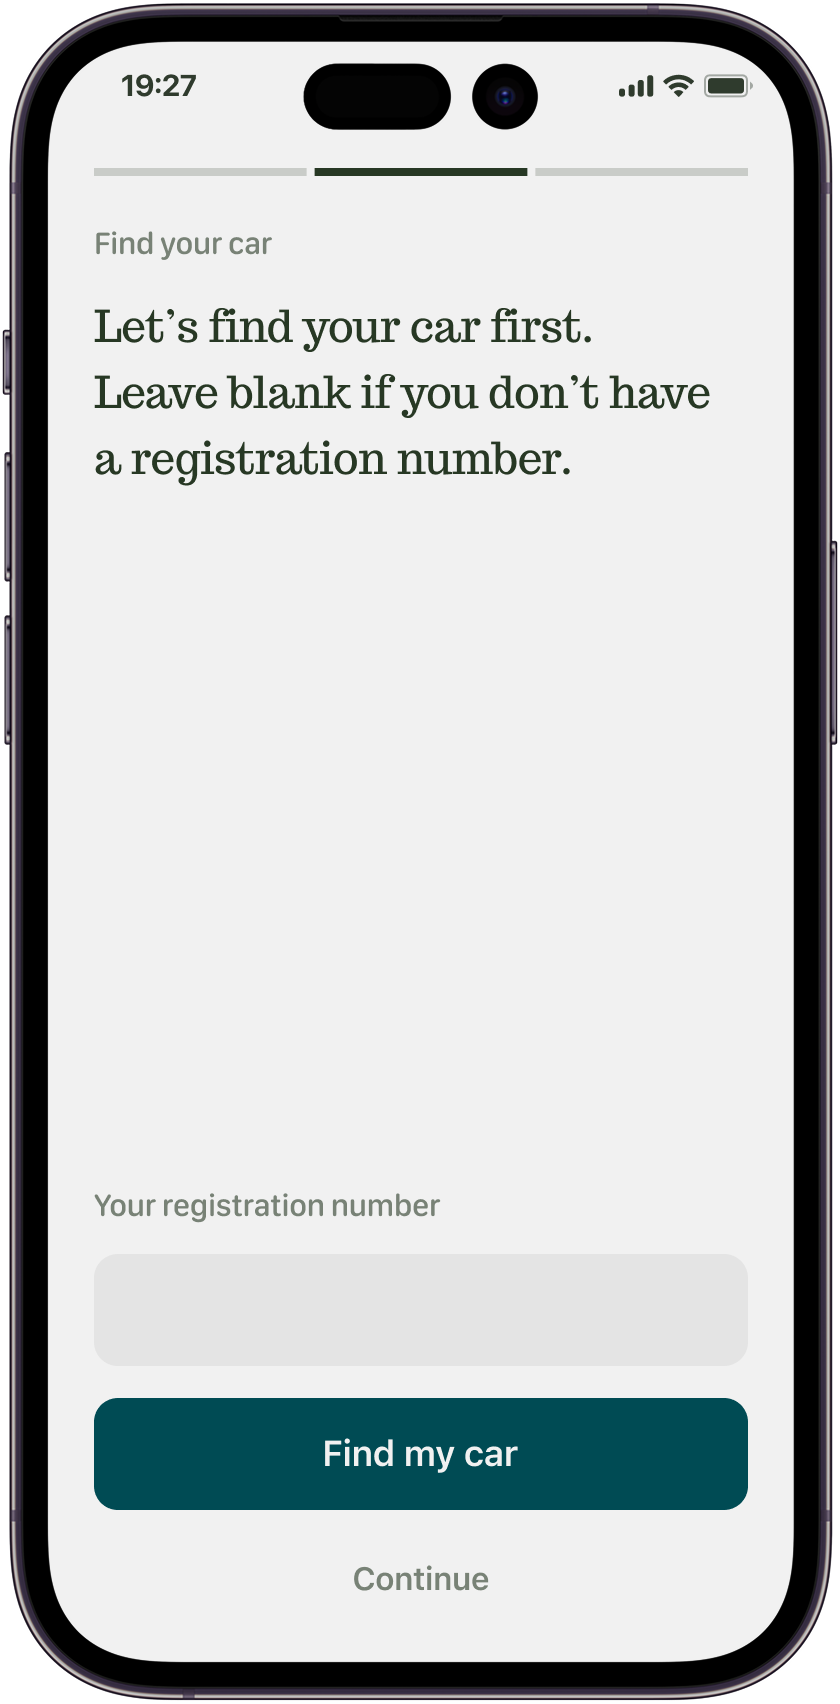 19:27
Find your car
Let’s find your car first.
Leave blank if you don’t have
a registration number.
Your registration number
Find my car
Continue